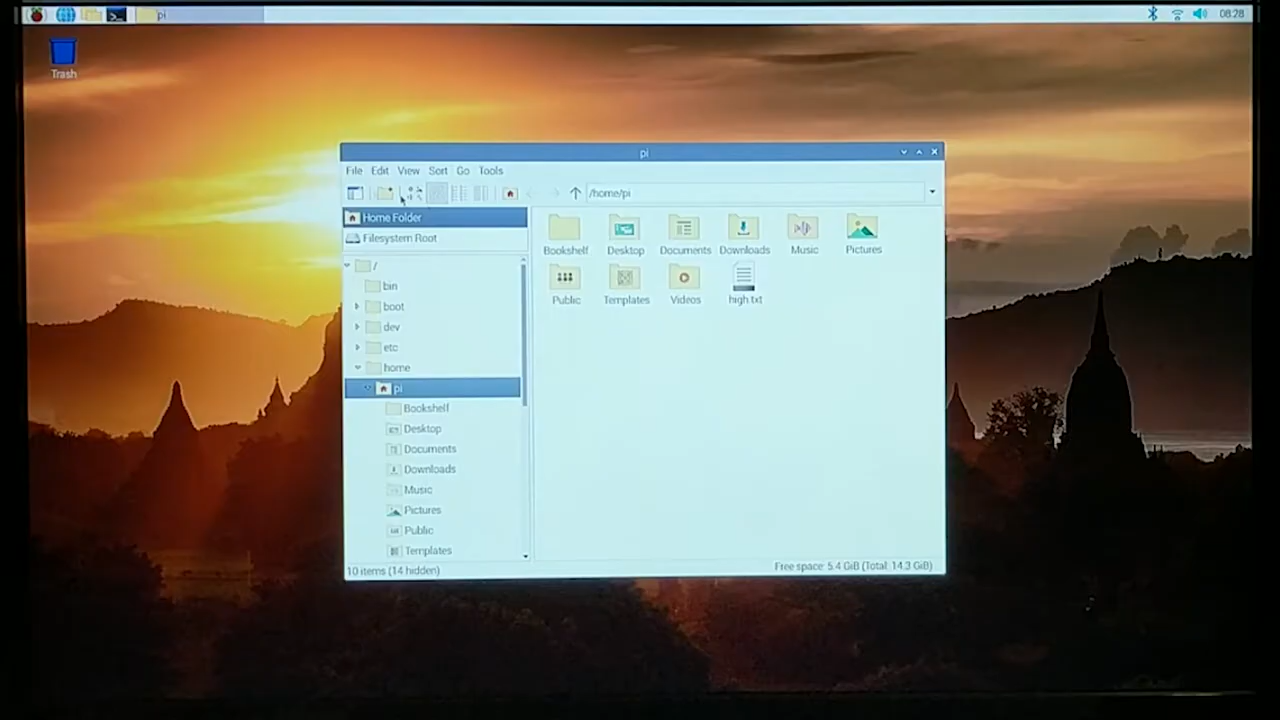 pi
08:28
Trash
pi
File Edit View Sort Go Tools
/home/pi
Home Folder
Filesystem Root
/
bin
boot
dev
etc
home
pi
Bookshelf
Desktop
Documents
Downloads
Music
Pictures
Public
Templates
Bookshelf Desktop Documents Downloads Music Pictures
Public Templates Videos high.txt
10 items (14 hidden)
Free space: 5.4 GiB (Total: 14.3 GiB)